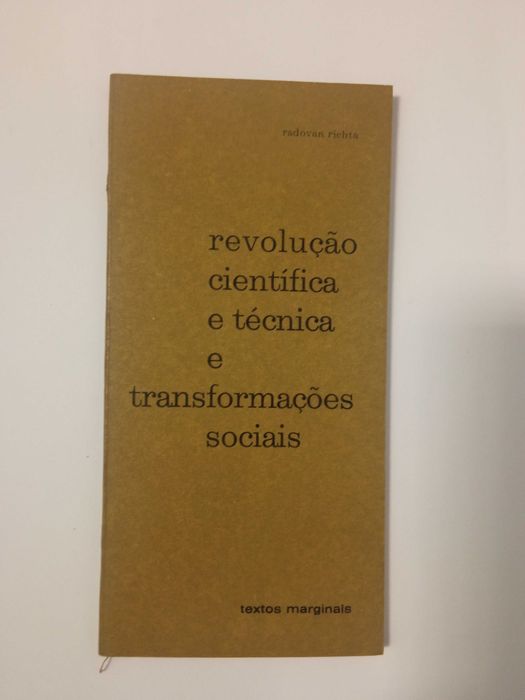 radovan richta
revolução
científica
e técnica
e
transformações
sociais
textos marginais